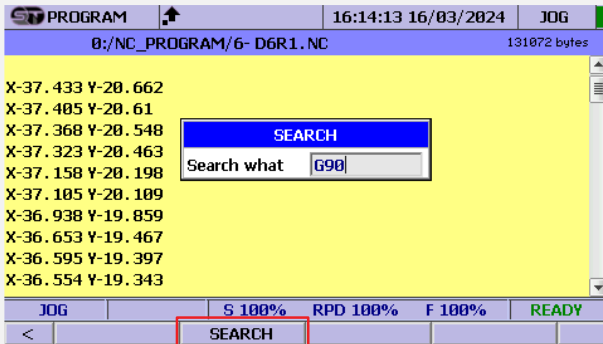 PROGRAM 16:14:13 16/03/2024 JOG
0:/NC_PROGRAM/6- D6R1.NC 131072 bytes
X-37.433 Y-20.662
X-37.405 Y-20.61
X-37.368 Y-20.548
X-37.323 Y-20.463
X-37.158 Y-20.198
X-37.105 Y-20.109
X-36.938 Y-19.859
X-36.653 Y-19.467
X-36.595 Y-19.397
X-36.554 Y-19.343
SEARCH
Search what G90
JOG S 100% RPD 100% F 100% READY
< SEARCH